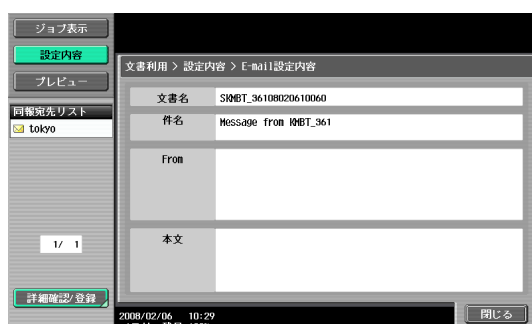 ジョブ表示
設定内容
プレビュー
同報宛先リスト
tokyo
1/ 1
詳細確認/登録
文書利用 > 設定内容 > E-mail設定内容
文書名 SKMBT_36108020610060
件名 Message from KMBT_361
From
本文
2008/02/06 10:29
閉じる